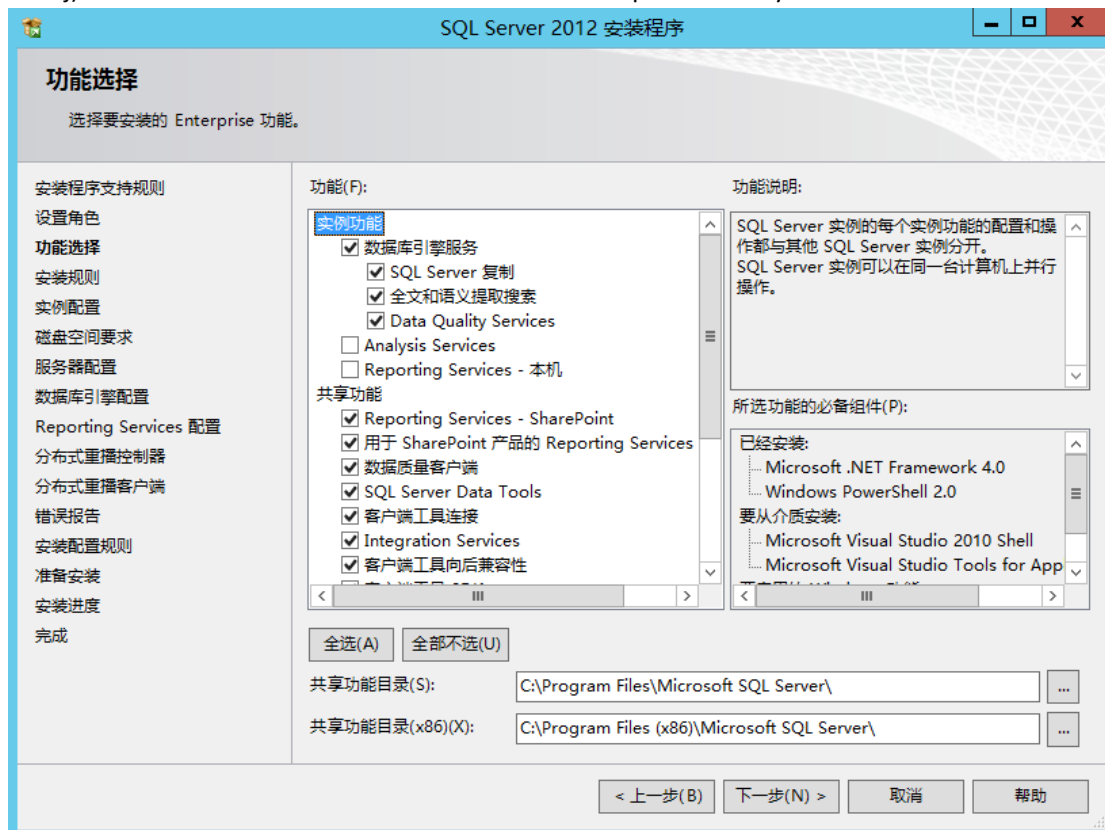 SQL Server 2012 安装程序
功能选择
选择要安装的 Enterprise 功能。
安装程序支持规则
设置角色
功能选择
安装规则
实例配置
磁盘空间要求
服务器配置
数据库引擎配置
Reporting Services 配置
分布式重播控制器
分布式重播客户端
错误报告
安装配置规则
准备安装
安装进度
完成
功能(F):
实例功能
数据库引擎服务
SQL Server 复制
全文和语义提取搜索
Data Quality Services
Analysis Services
Reporting Services - 本机
共享功能
Reporting Services - SharePoint
用于 SharePoint 产品的 Reporting Services
数据质量客户端
SQL Server Data Tools
客户端工具连接
Integration Services
客户端工具向后兼容性
功能说明:
SQL Server 实例的每个实例功能的配置和操
作都与其他 SQL Server 实例分开。
SQL Server 实例可以在同一台计算机上并行
操作。
所选功能的必备组件(P):
已经安装:
Microsoft .NET Framework 4.0
Windows PowerShell 2.0
要从介质安装:
Microsoft Visual Studio 2010 Shell
Microsoft Visual Studio Tools for App
全选(A)
全部不选(U)
共享功能目录(S):
C:\Program Files\Microsoft SQL Server\
...
共享功能目录(x86)(X):
C:\Program Files (x86)\Microsoft SQL Server\
...
< 上一步(B)
下一步(N) >
取消
帮助